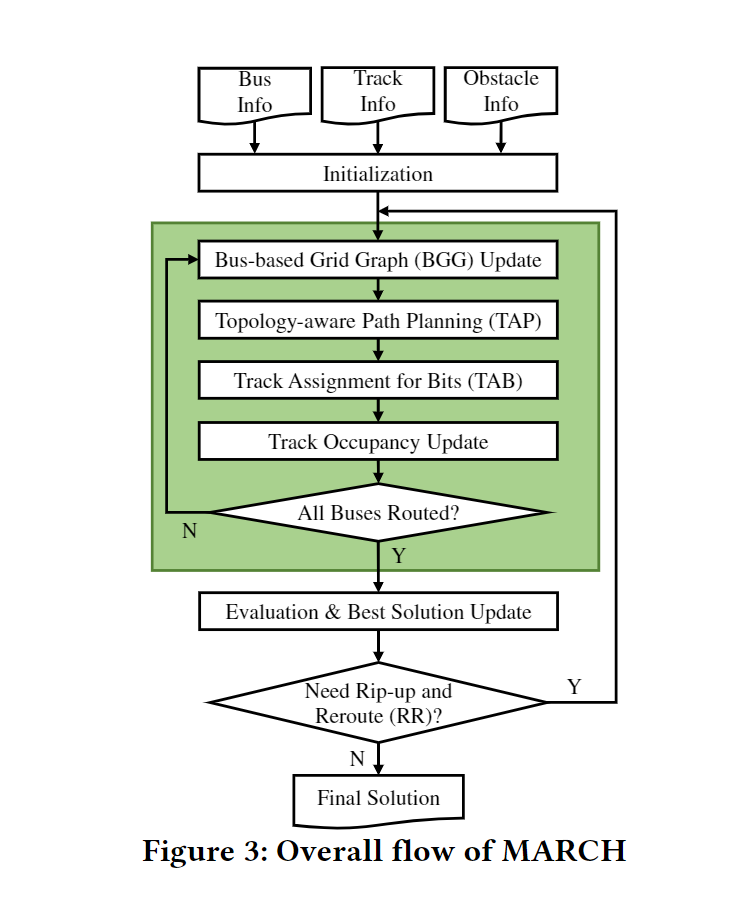 Bus
Info
Track
Info
Obstacle
Info
Initialization
Bus-based Grid Graph (BGG) Update
Topology-aware Path Planning (TAP)
Track Assignment for Bits (TAB)
Track Occupancy Update
All Buses Routed?
N
Y
Evaluation & Best Solution Update
Need Rip-up and
Reroute (RR)?
Y
N
Final Solution
Figure 3: Overall flow of MARCH